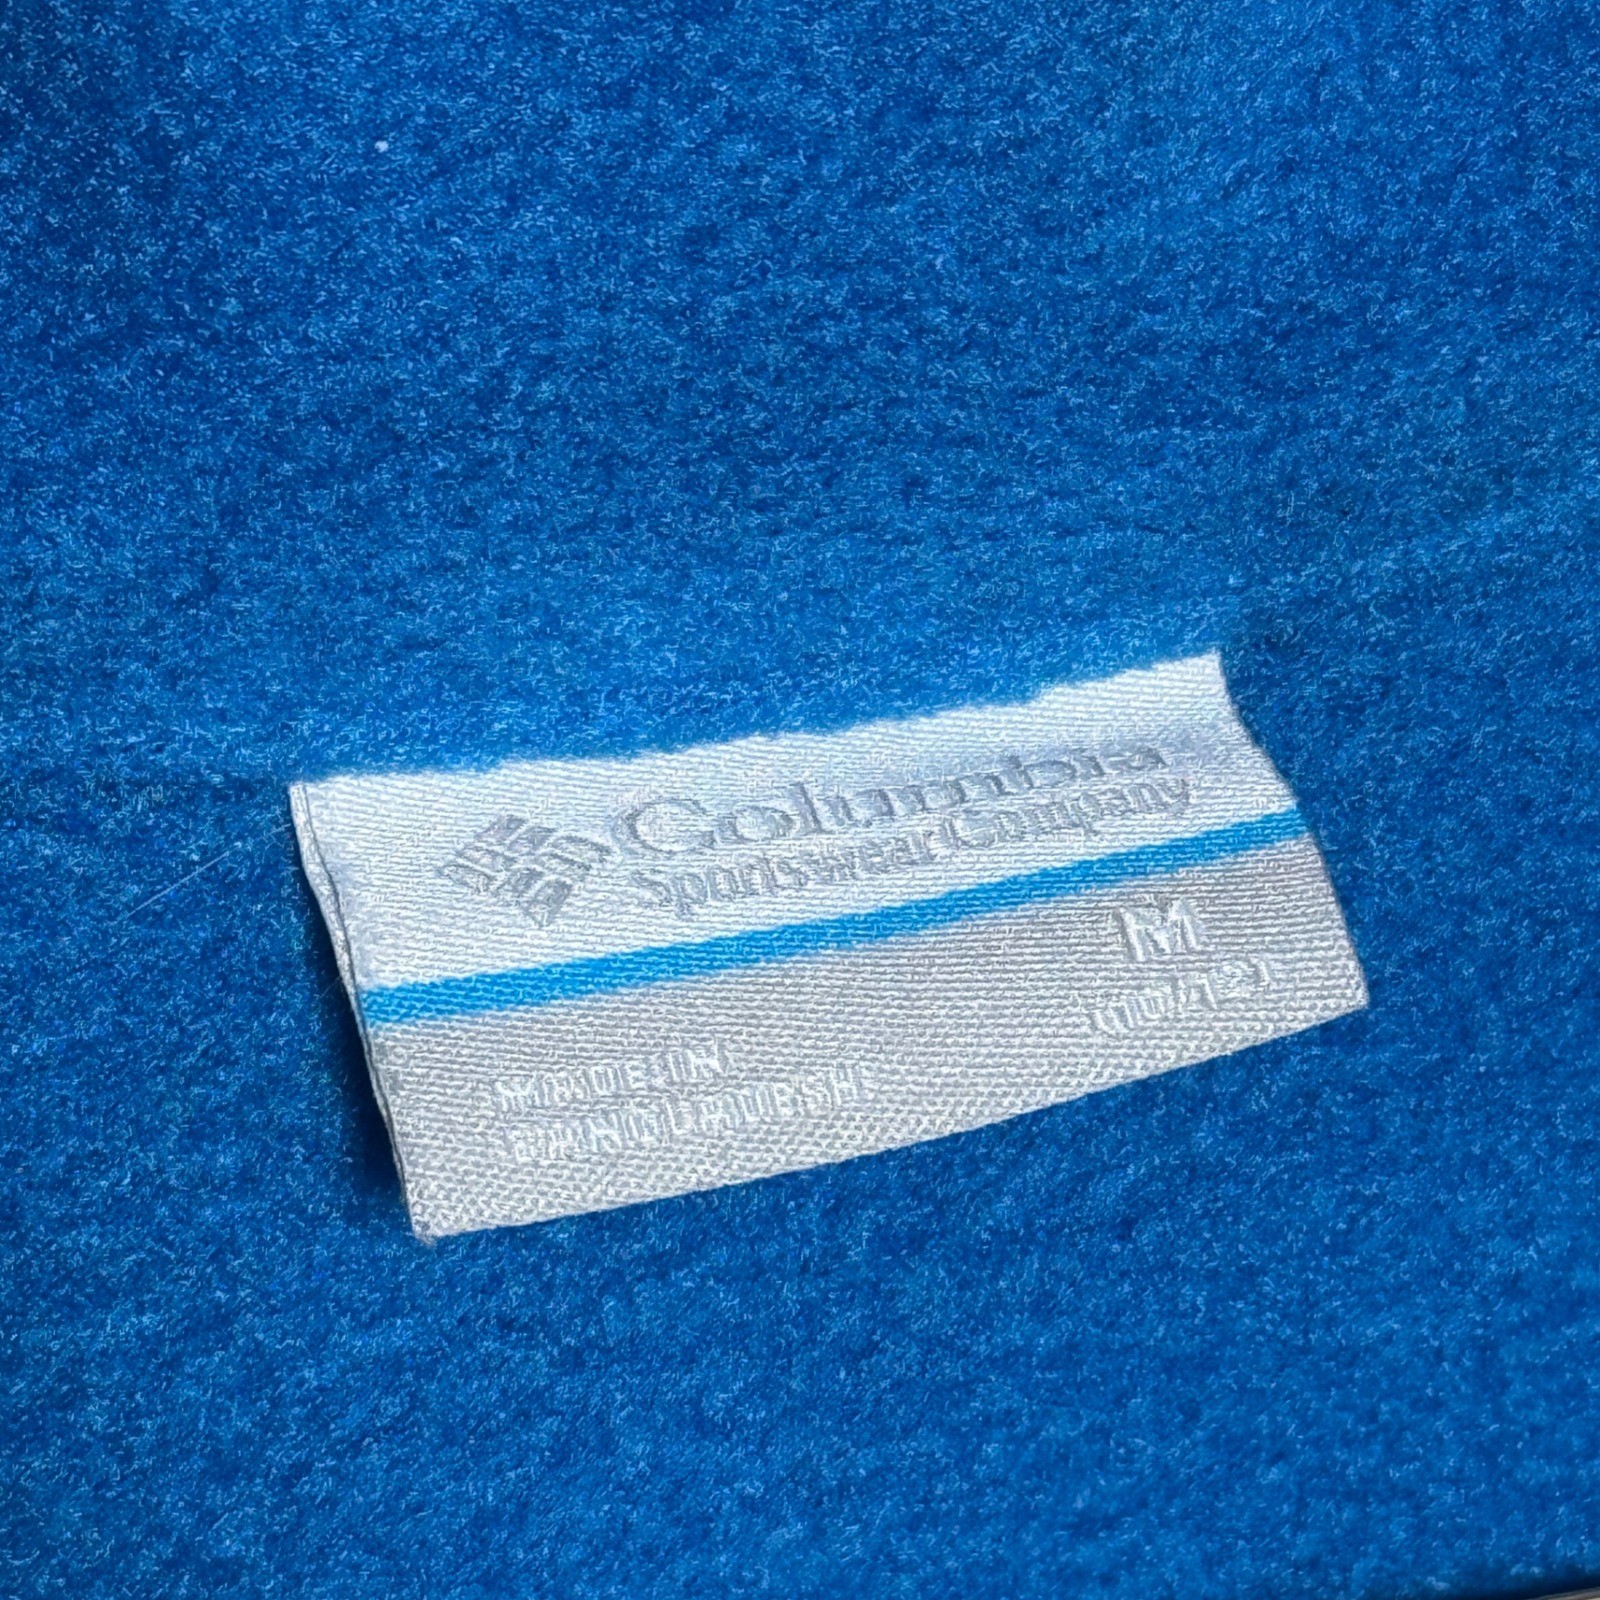 Columbia
Sportswear Company
M
MADE IN
BANGLADESH